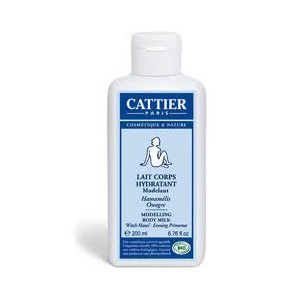 CATTIER
PARIS
COSMÉTIQUE & NATURE
LAIT CORPS
HYDRATANT
Modelant
Hamamélis
Onagre
MODELLING
BODY MILK
Witch Hazel - Evening Primrose
e 200 ml 6.76 fl oz
BIO